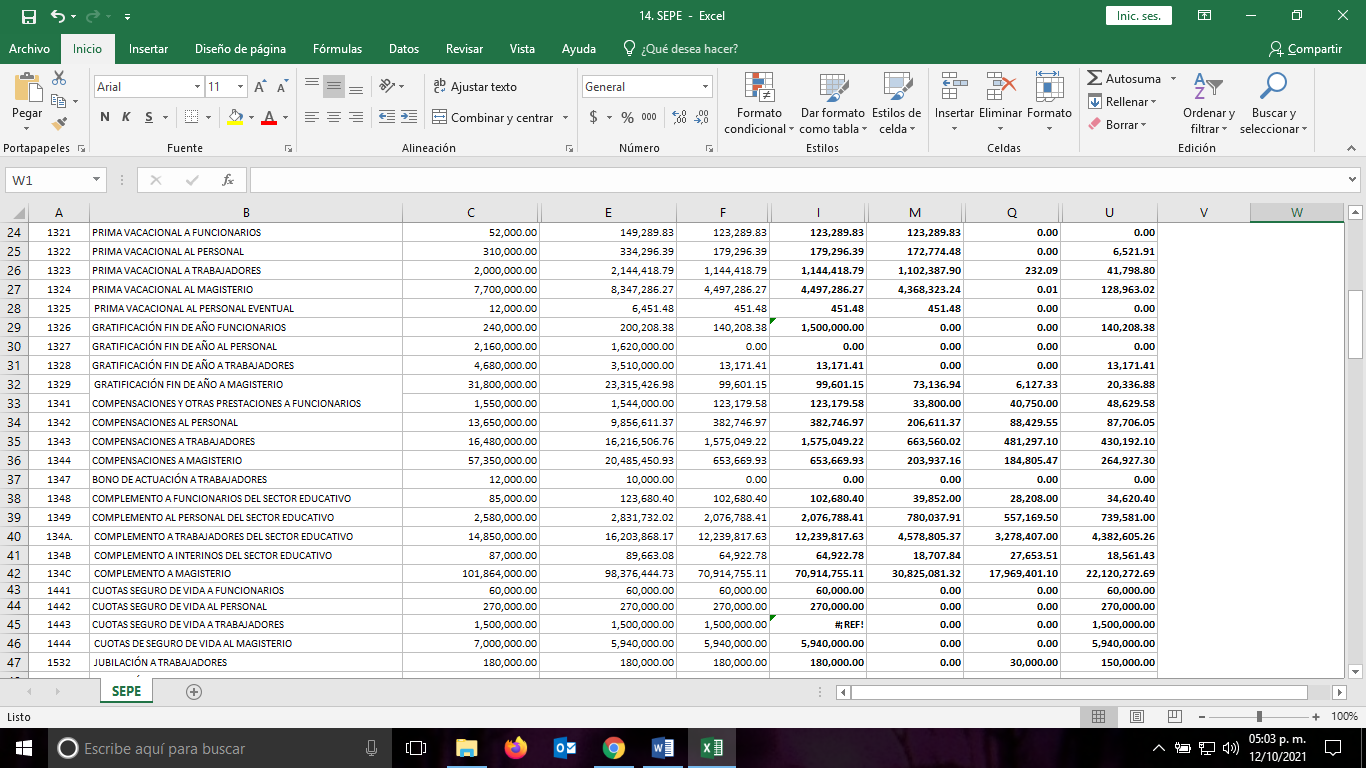 14. SEPE - Excel
Inic. ses.
Archivo Inicio Insertar Diseño de página Fórmulas Datos Revisar Vista Ayuda ¿Qué desea hacer? Compartir
Pegar
Arial 11 A A
N K S
ab Ajustar texto
Combinar y centrar
General
$ % 000
Formato condicional
Dar formato como tabla
Estilos de celda
Insertar Eliminar Formato
Autosuma
Rellenar
Borrar
Ordenar y filtrar
Buscar y seleccionar
Portapapeles Fuente Alineación Número Estilos Celdas Edición
W1 fx
A B C E F I M Q U V W
24 1321 PRIMA VACACIONAL A FUNCIONARIOS 52,000.00 149,289.83 123,289.83 123,289.83 123,289.83 0.00 0.00
25 1322 PRIMA VACACIONAL AL PERSONAL 310,000.00 334,296.39 179,296.39 179,296.39 172,774.48 0.00 6,521.91
26 1323 PRIMA VACACIONAL A TRABAJADORES 2,000,000.00 2,144,418.79 1,144,418.79 1,144,418.79 1,102,387.90 232.09 41,798.80
27 1324 PRIMA VACACIONAL AL MAGISTERIO 7,700,000.00 8,347,286.27 4,497,286.27 4,497,286.27 4,368,323.24 0.01 128,963.02
28 1325 PRIMA VACACIONAL AL PERSONAL EVENTUAL 12,000.00 6,451.48 451.48 451.48 451.48 0.00 0.00
29 1326 GRATIFICACIÓN FIN DE AÑO FUNCIONARIOS 240,000.00 200,208.38 140,208.38 1,500,000.00 0.00 0.00 140,208.38
30 1327 GRATIFICACIÓN FIN DE AÑO AL PERSONAL 2,160,000.00 1,620,000.00 0.00 0.00 0.00 0.00 0.00
31 1328 GRATIFICACIÓN FIN DE AÑO A TRABAJADORES 4,680,000.00 3,510,000.00 13,171.41 13,171.41 0.00 0.00 13,171.41
32 1329 GRATIFICACIÓN FIN DE AÑO A MAGISTERIO 31,800,000.00 23,315,426.98 99,601.15 99,601.15 73,136.94 6,127.33 20,336.88
33 1341 COMPENSACIONES Y OTRAS PRESTACIONES A FUNCIONARIOS 1,550,000.00 1,544,000.00 123,179.58 123,179.58 33,800.00 40,750.00 48,629.58
34 1342 COMPENSACIONES AL PERSONAL 13,650,000.00 9,856,611.37 382,746.97 382,746.97 206,611.37 88,429.55 87,706.05
35 1343 COMPENSACIONES A TRABAJADORES 16,480,000.00 16,216,506.76 1,575,049.22 1,575,049.22 663,560.02 481,297.10 430,192.10
36 1344 COMPENSACIONES A MAGISTERIO 57,350,000.00 20,485,450.93 653,669.93 653,669.93 203,937.16 184,805.47 264,927.30
37 1347 BONO DE ACTUACIÓN A TRABAJADORES 12,000.00 10,000.00 0.00 0.00 0.00 0.00 0.00
38 1348 COMPLEMENTO A FUNCIONARIOS DEL SECTOR EDUCATIVO 85,000.00 123,680.40 102,680.40 102,680.40 39,852.00 28,208.00 34,620.40
39 1349 COMPLEMENTO AL PERSONAL DEL SECTOR EDUCATIVO 2,580,000.00 2,831,732.02 2,076,788.41 2,076,788.41 780,037.91 557,169.50 739,581.00
40 134A. COMPLEMENTO A TRABAJADORES DEL SECTOR EDUCATIVO 14,850,000.00 16,203,868.17 12,239,817.63 12,239,817.63 4,578,805.37 3,278,407.00 4,382,605.26
41 134B COMPLEMENTO A INTERINOS DEL SECTOR EDUCATIVO 87,000.00 89,663.08 64,922.78 64,922.78 18,707.84 27,653.51 18,561.43
42 134C COMPLEMENTO A MAGISTERIO 101,864,000.00 98,376,444.73 70,914,755.11 70,914,755.11 30,825,081.32 17,969,401.10 22,120,272.69
43 1441 CUOTAS SEGURO DE VIDA A FUNCIONARIOS 60,000.00 60,000.00 60,000.00 60,000.00 0.00 0.00 60,000.00
44 1442 CUOTAS SEGURO DE VIDA AL PERSONAL 270,000.00 270,000.00 270,000.00 270,000.00 0.00 0.00 270,000.00
45 1443 CUOTAS SEGURO DE VIDA A TRABAJADORES 1,500,000.00 1,500,000.00 1,500,000.00 #¡REF! 0.00 0.00 1,500,000.00
46 1444 CUOTAS DE SEGURO DE VIDA AL MAGISTERIO 7,000,000.00 5,940,000.00 5,940,000.00 5,940,000.00 0.00 0.00 5,940,000.00
47 1532 JUBILACIÓN A TRABAJADORES 180,000.00 180,000.00 180,000.00 180,000.00 0.00 30,000.00 150,000.00
SEPE
Listo 100%
Escribe aquí para buscar
05:03 p. m.
12/10/2021